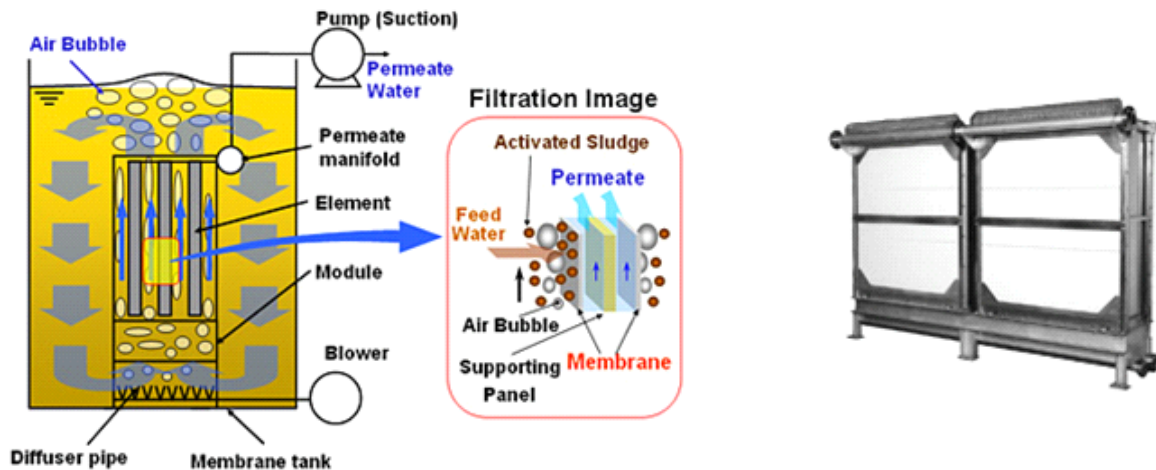 Pump (Suction)
Air Bubble
Permeate
Water
Permeate
manifold
Element
Module
Blower
Diffuser pipe
Membrane tank
Filtration Image
Activated Sludge
Permeate
Feed
Water
Air Bubble
Membrane
Supporting
Panel